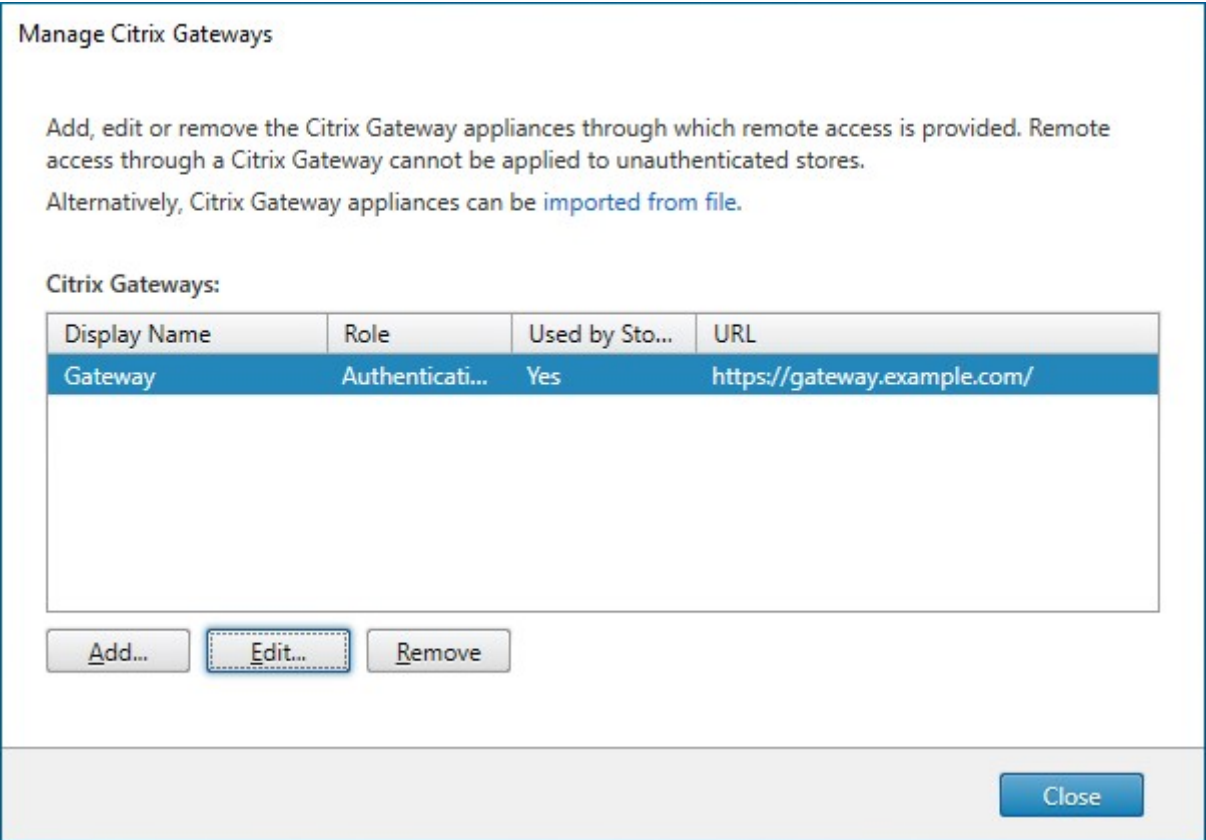 Manage Citrix Gateways
Add, edit or remove the Citrix Gateway appliances through which remote access is provided. Remote
access through a Citrix Gateway cannot be applied to unauthenticated stores.
Alternatively, Citrix Gateway appliances can be imported from file.
Citrix Gateways:
Display Name Role Used by Sto... URL
Gateway Authenticati... Yes https://gateway.example.com/
Add... Edit... Remove
Close